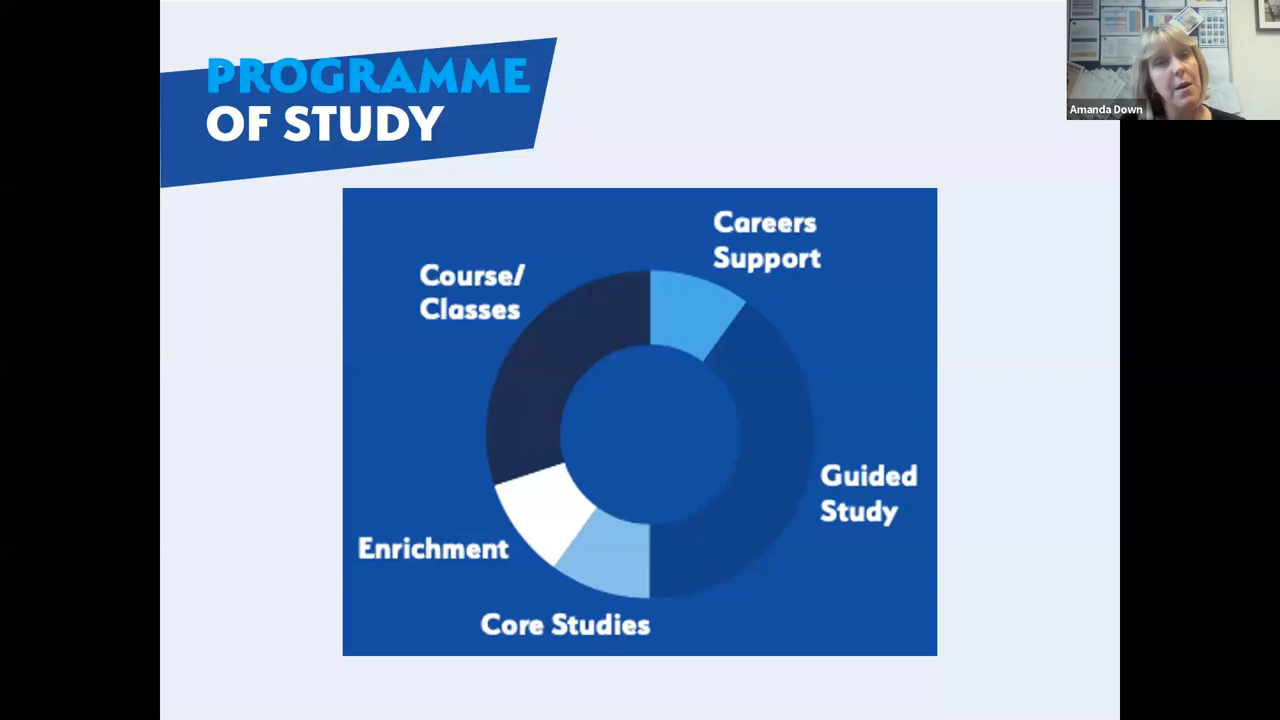 PROGRAMME
OF STUDY
Amanda Down
Careers
Support
Course/
Classes
Guided
Study
Enrichment
Core Studies